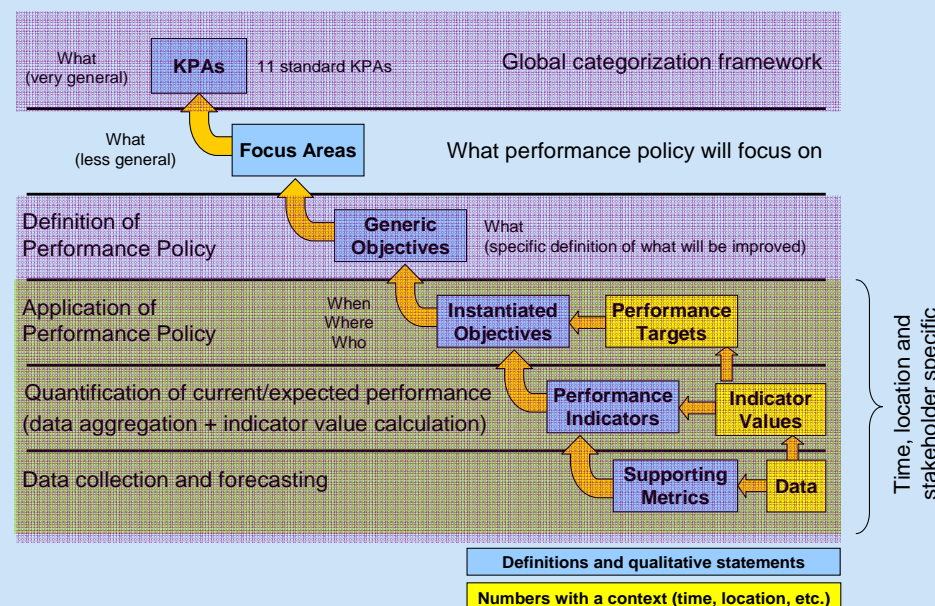 What
(very general)
KPAs
11 standard KPAs
Global categorization framework
What
(less general)
Focus Areas
What performance policy will focus on
Definition of
Performance Policy
Generic
Objectives
What
(specific definition of what will be improved)
Application of
Performance Policy
When
Where
Who
Instantiated
Objectives
Performance
Targets
Quantification of current/expected performance
(data aggregation + indicator value calculation)
Performance
Indicators
Indicator
Values
Data collection and forecasting
Supporting
Metrics
Data
Time, location and
stakeholder specific
Definitions and qualitative statements
Numbers with a context (time, location, etc.)